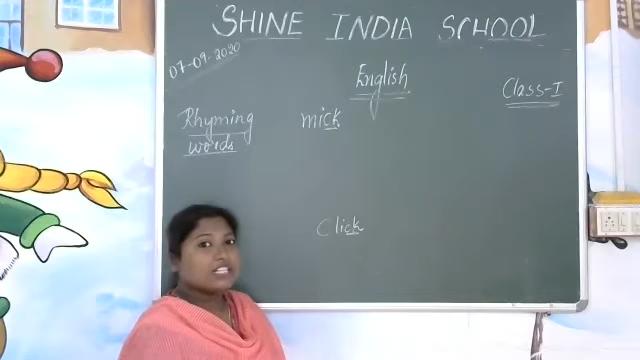 SHINE INDIA SCHOOL
07-09-2020
English
Class-I
Rhyming
words
mick
Click